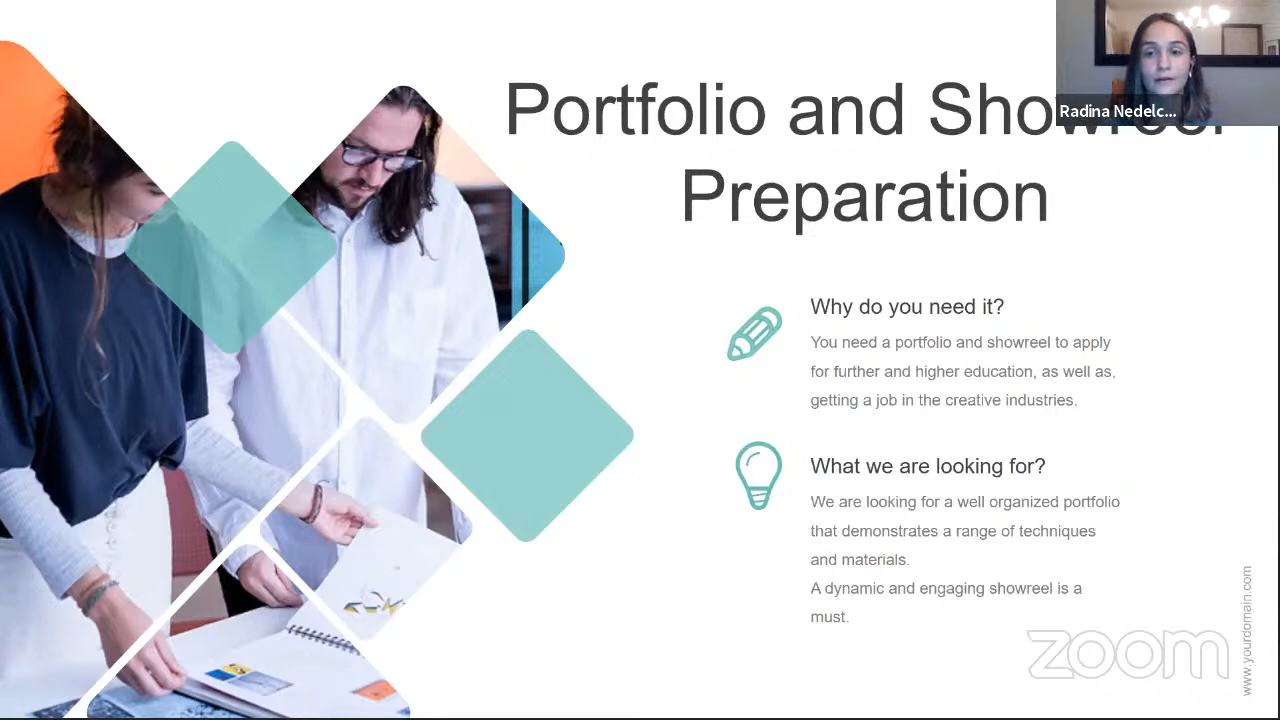 Portfolio and Showreel
Preparation
Radina Nedelc...
Why do you need it?
You need a portfolio and showreel to apply
for further and higher education, as well as,
getting a job in the creative industries.
What we are looking for?
We are looking for a well organized portfolio
that demonstrates a range of techniques
and materials.
A dynamic and engaging showreel is a
must.
zoom
www.yourdomain.com